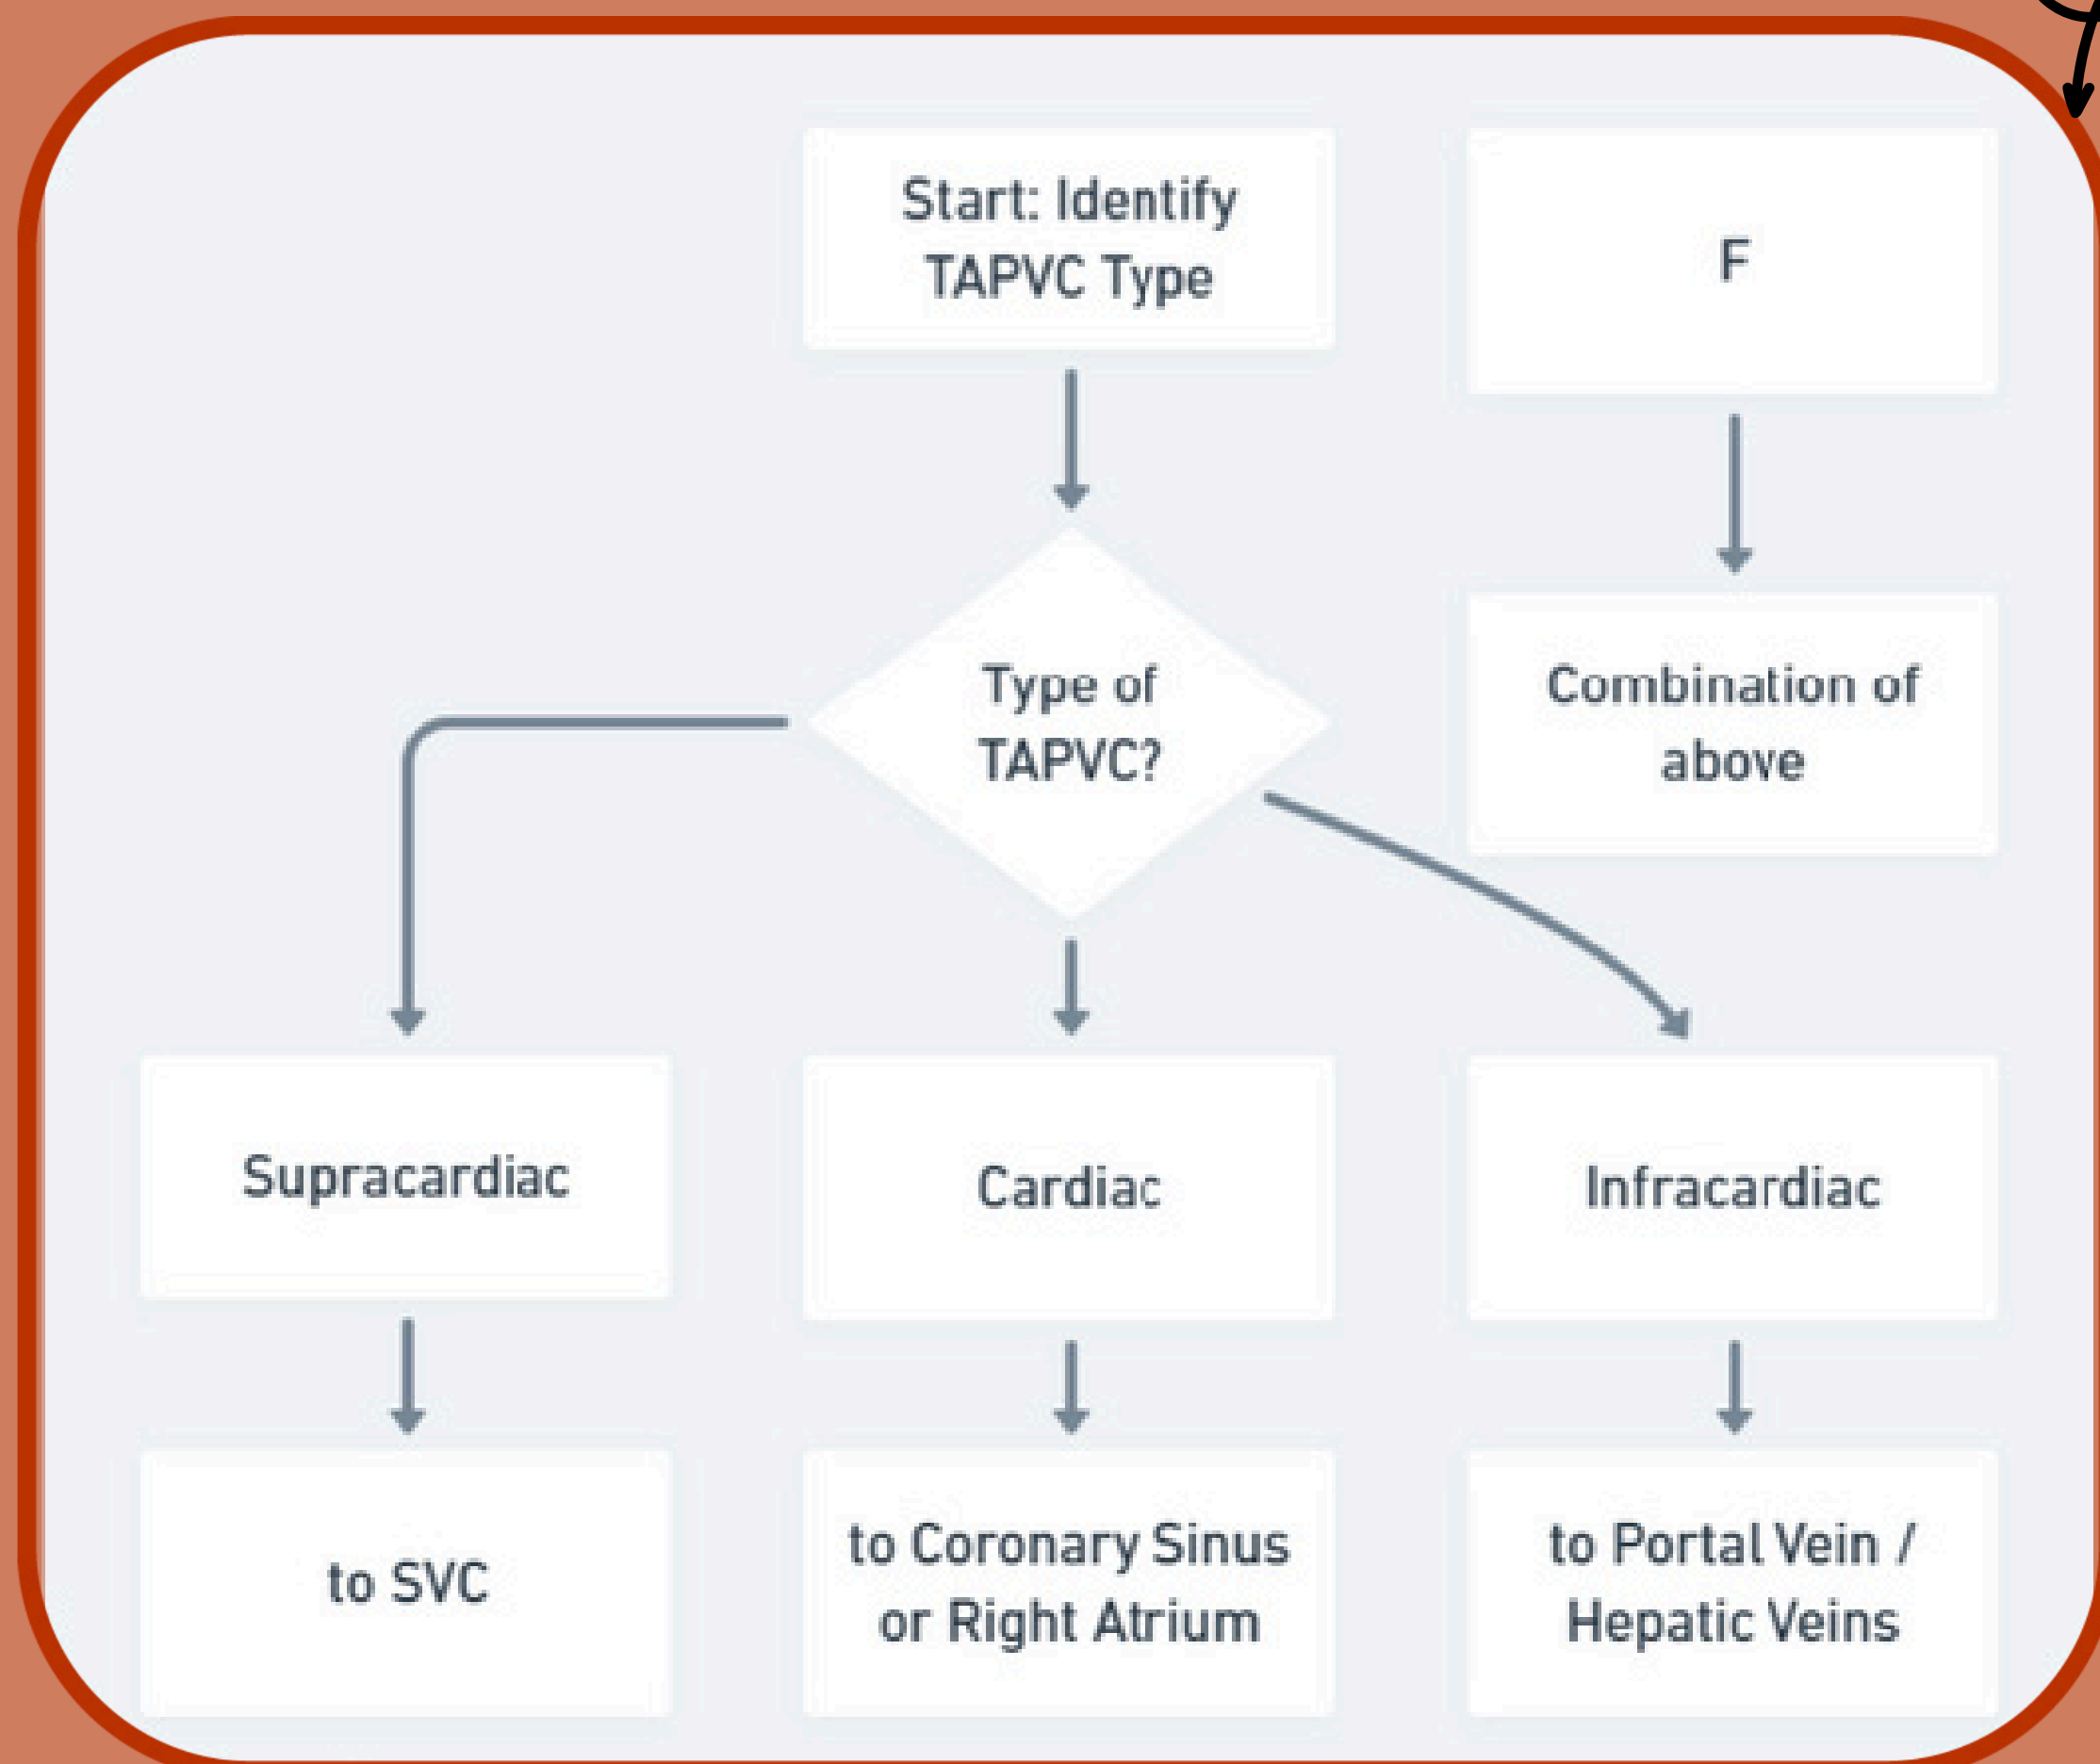 Start: Identify
TAPVC Type
F
Type of
TAPVC?
Combination of
above
Supracardiac
Cardiac
Infracardiac
to SVC
to Coronary Sinus
or Right Atrium
to Portal Vein /
Hepatic Veins